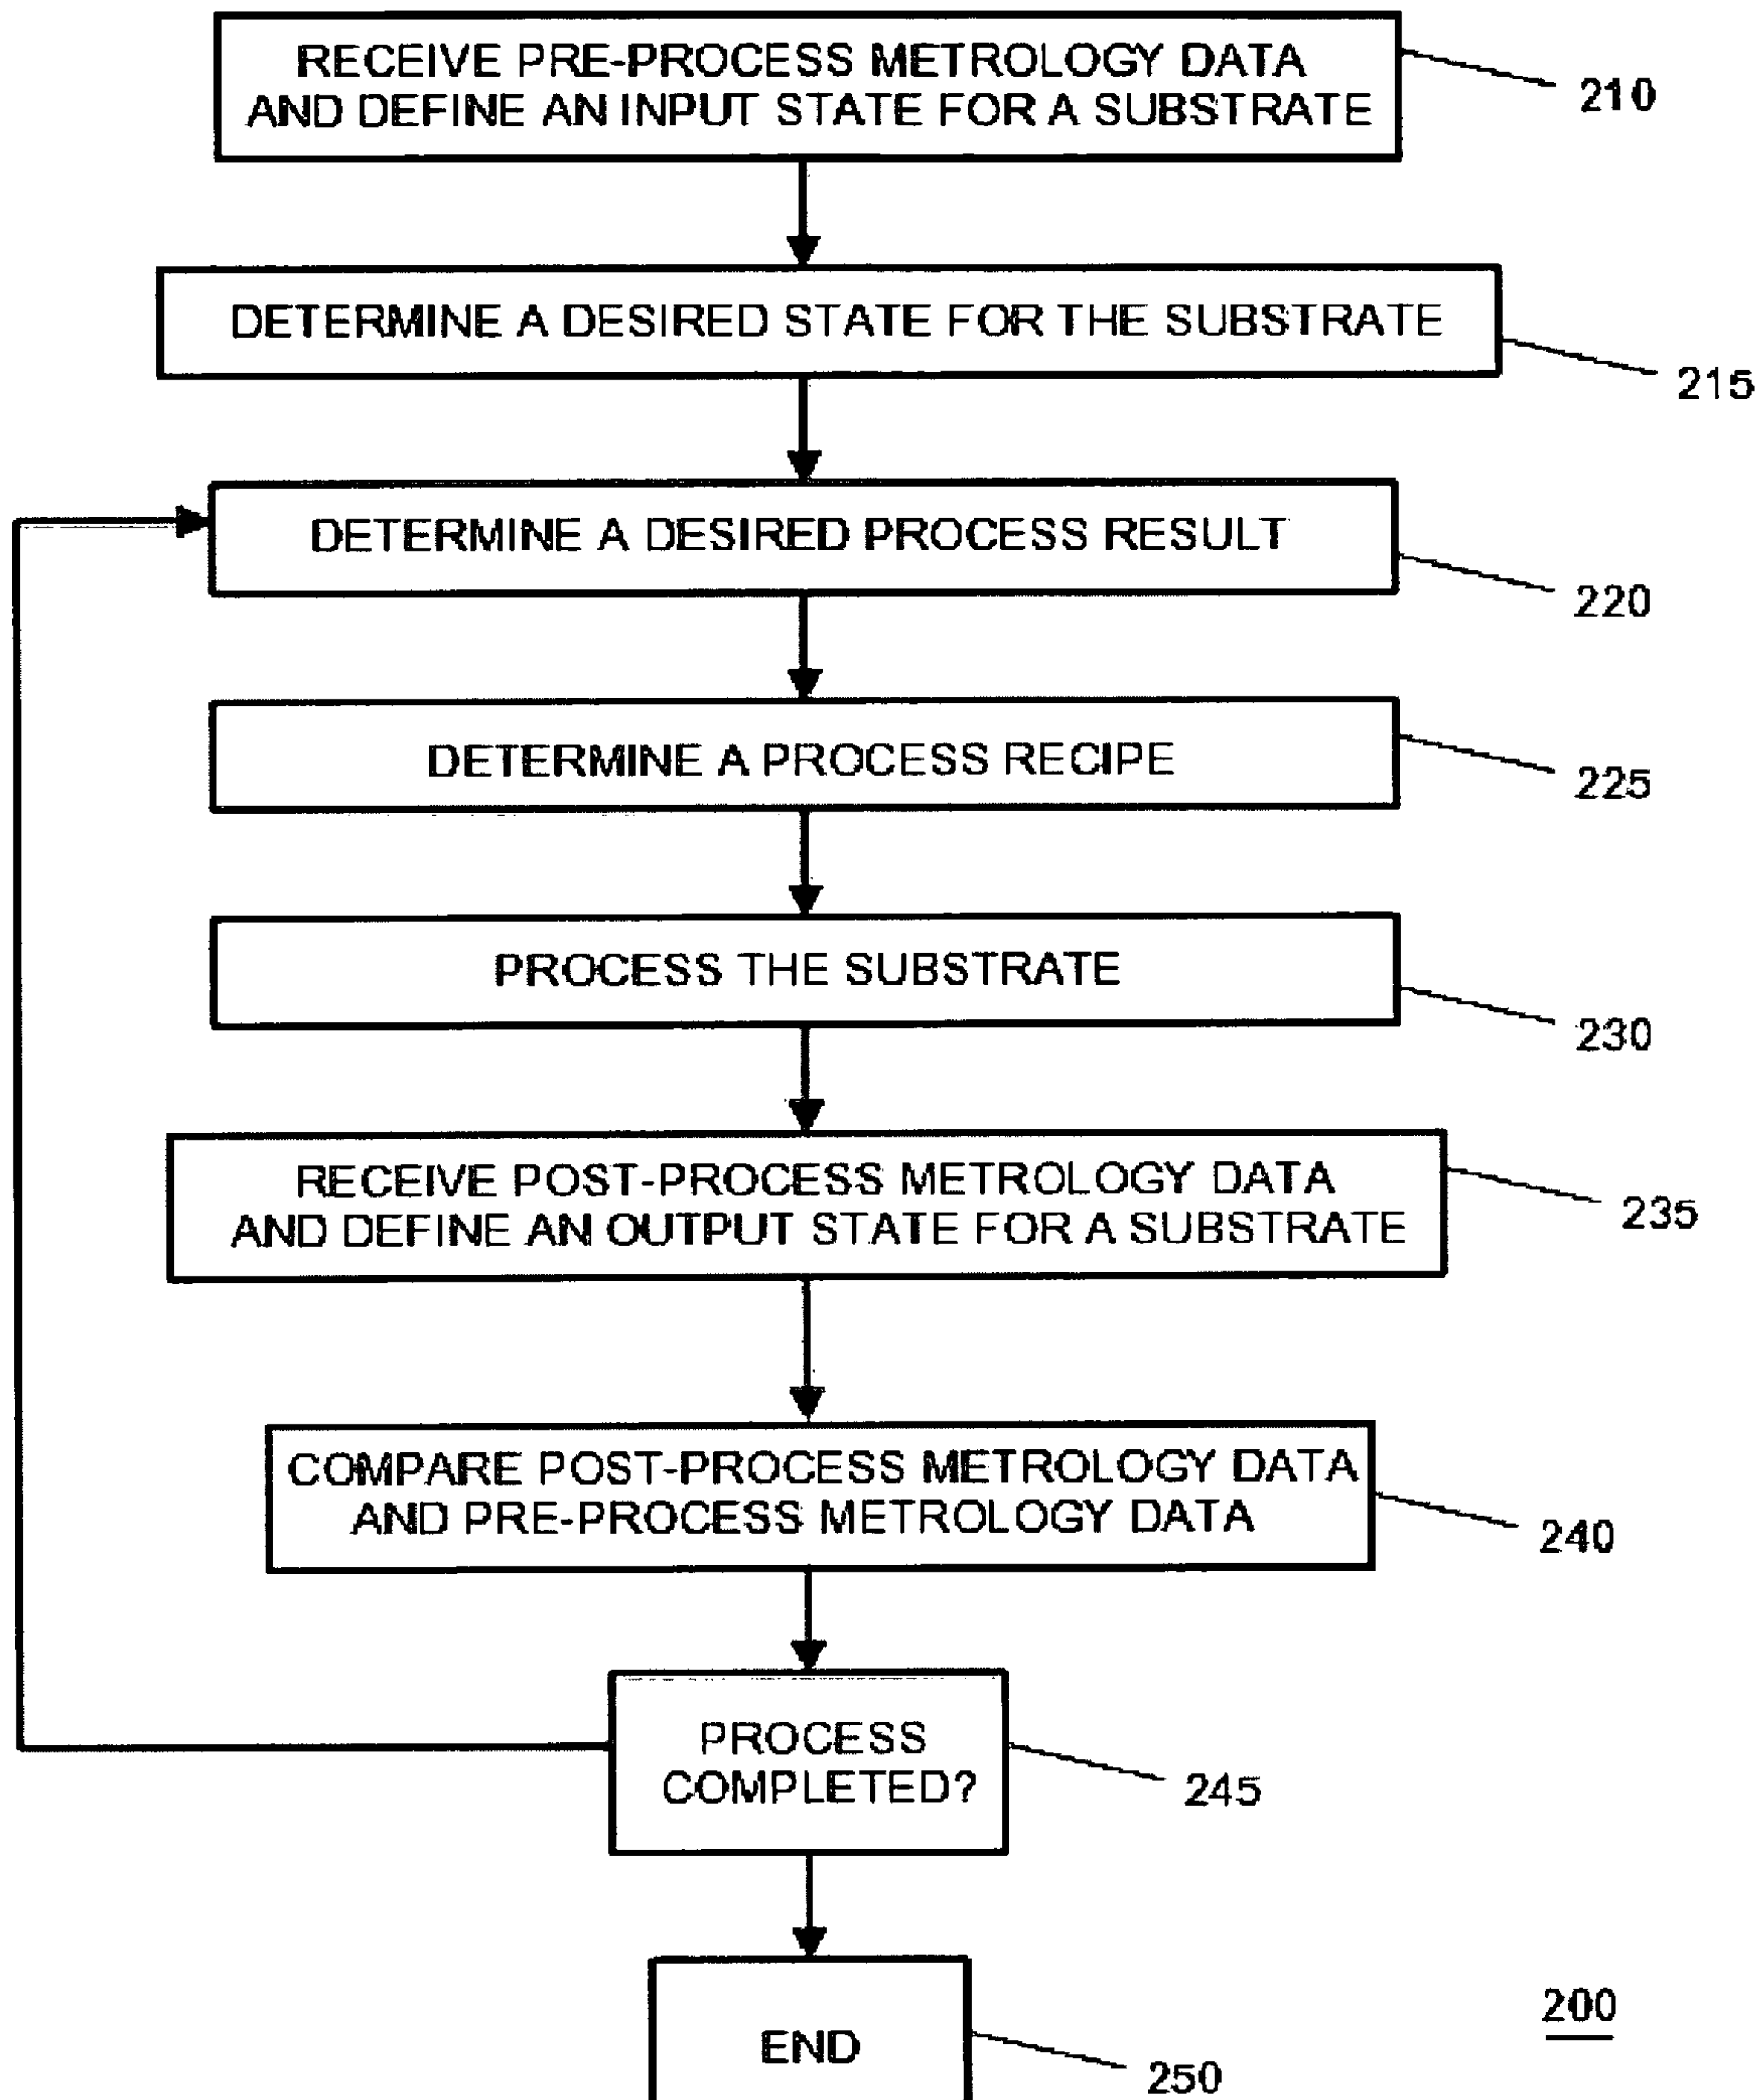 RECEIVE PRE-PROCESS METROLOGY DATA
AND DEFINE AN INPUT STATE FOR A SUBSTRATE
210
DETERMINE A DESIRED STATE FOR THE SUBSTRATE
215
DETERMINE A DESIRED PROCESS RESULT
220
DETERMINE A PROCESS RECIPE
225
PROCESS THE SUBSTRATE
230
RECEIVE POST-PROCESS METROLOGY DATA
AND DEFINE AN OUTPUT STATE FOR A SUBSTRATE
235
COMPARE POST-PROCESS METROLOGY DATA
AND PRE-PROCESS METROLOGY DATA
240
PROCESS
COMPLETED?
245
END
250
200